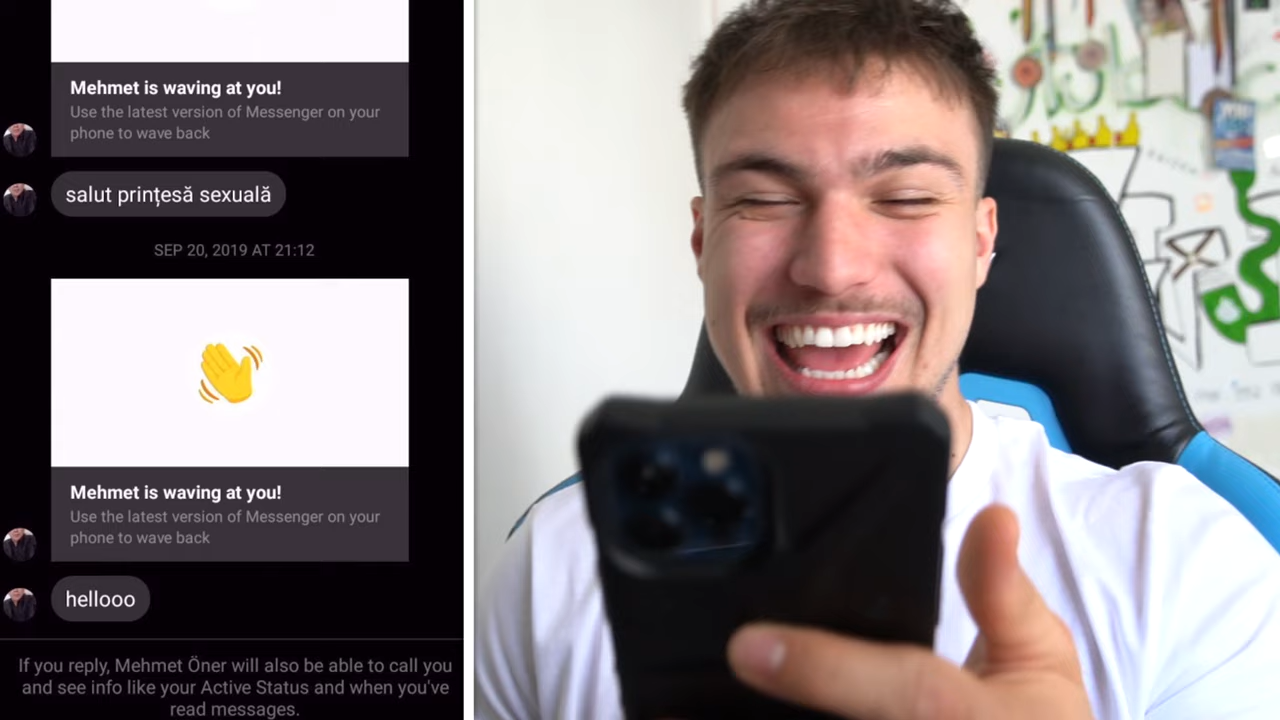 Mehmet is waving at you!
Use the latest version of Messenger on your
phone to wave back
salut prințesă sexuală
SEP 20, 2019 AT 21:12
Mehmet is waving at you!
Use the latest version of Messenger on your
phone to wave back
hellooo
If you reply, Mehmet Öner will also be able to call you
and see info like your Active Status and when you've
read messages.